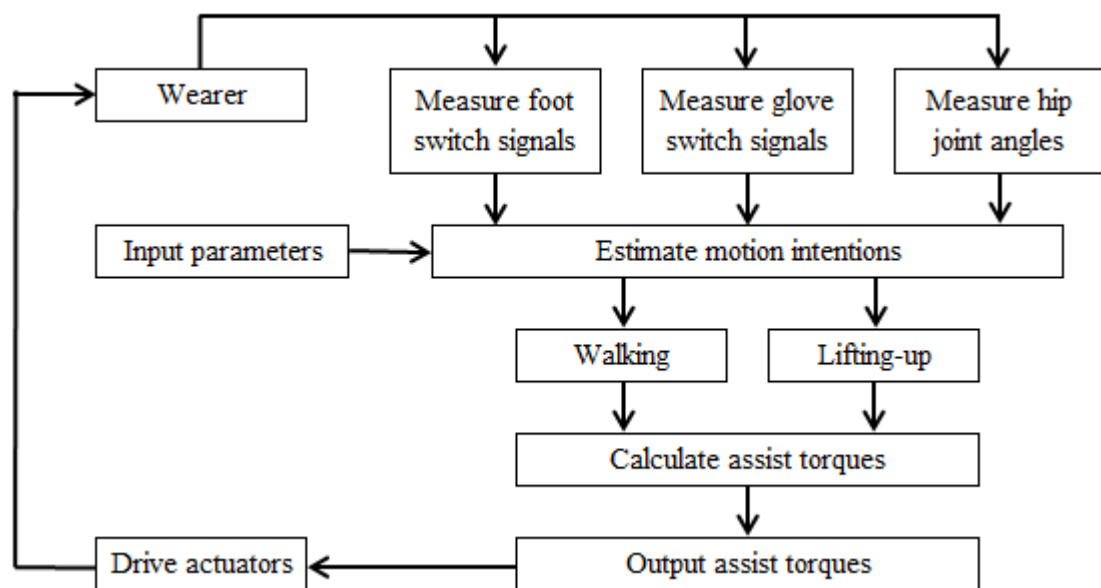 Wearer
Measure foot
switch signals
Measure glove
switch signals
Measure hip
joint angles
Input parameters
Estimate motion intentions
Walking
Lifting-up
Calculate assist torques
Drive actuators
Output assist torques